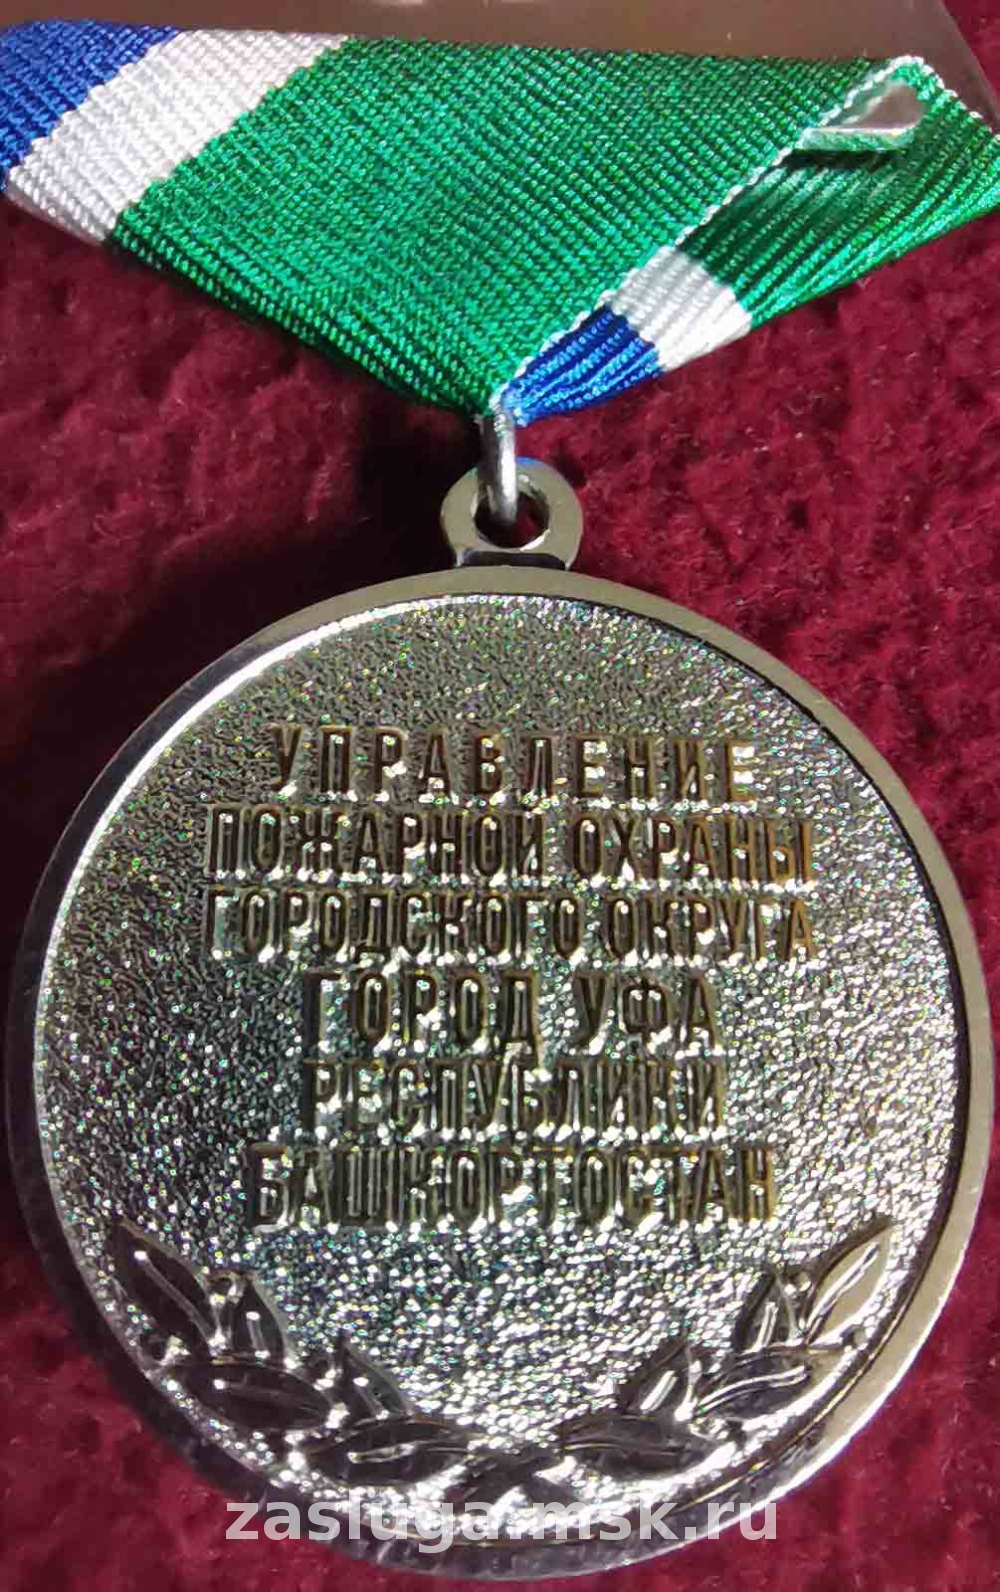 УПРАВЛЕНИЕ
ПОЖАРНОЙ ОХРАНЫ
ГОРОДСКОГО ОКРУГА
ГОРОД УФА
РЕСПУБЛИКИ
БАШКОРТОСТАН
zasluga.msk.ru